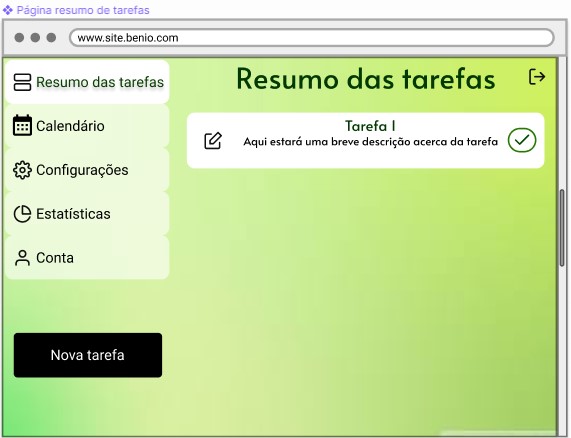 Página resumo de tarefas
www.site.benio.com
Resumo das tarefas
Calendário
Configurações
Estatísticas
Conta
Nova tarefa
Resumo das tarefas
Tarefa 1
Aqui estará uma breve descrição acerca da tarefa